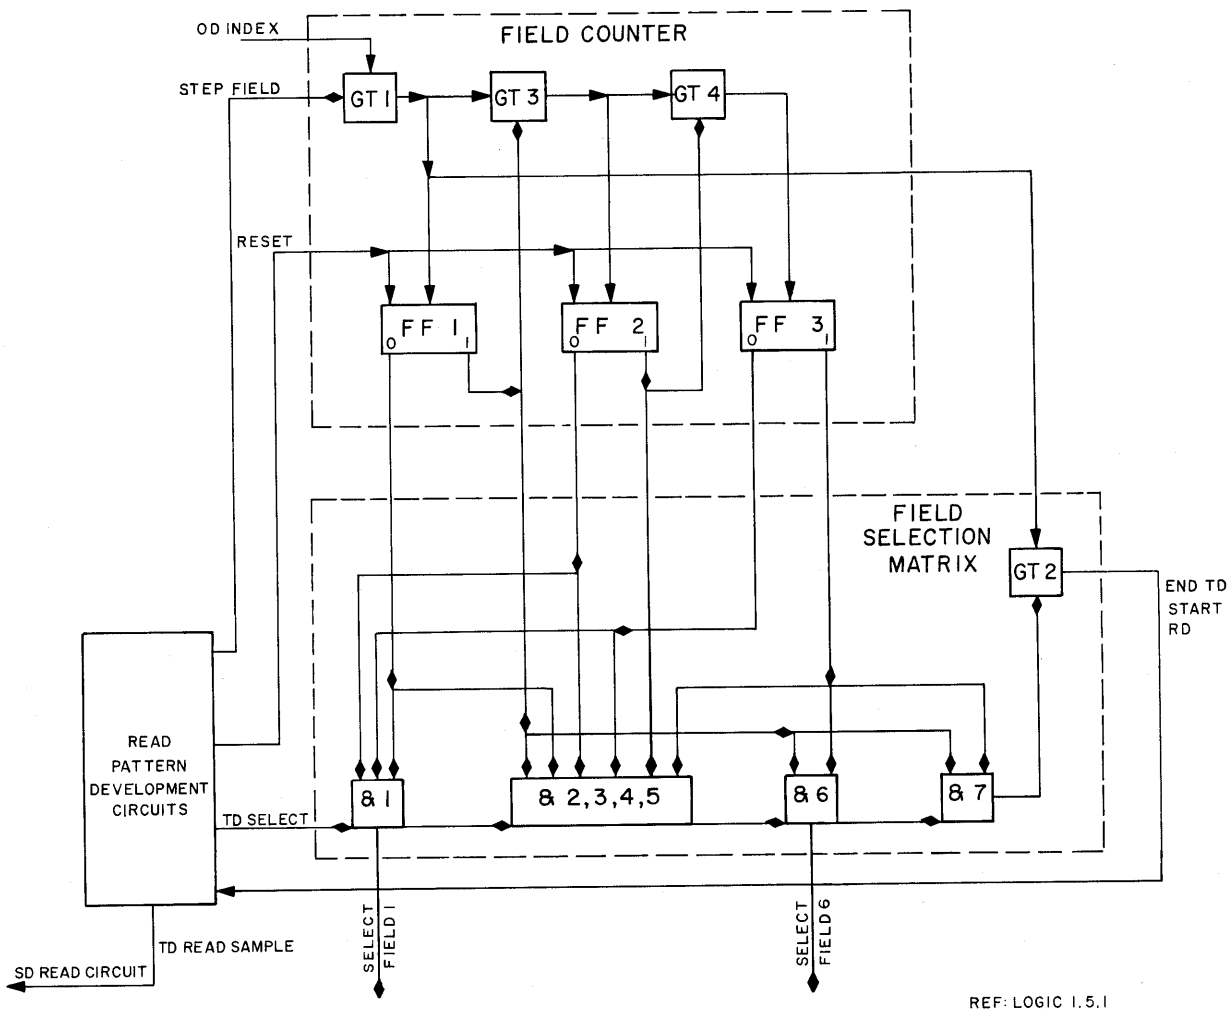 OD INDEX
FIELD COUNTER
STEP FIELD
GT 1
GT 3
GT 4
RESET
FF 1
0 1
FF 2
0 1
FF 3
0 1
FIELD
SELECTION
MATRIX
GT 2
END TD
START
RD
READ
PATTERN
DEVELOPMENT
CIRCUITS
& 1
& 2, 3, 4, 5
& 6
& 7
TD SELECT
SELECT
FIELD 1
SELECT
FIELD 6
TD READ SAMPLE
SD READ CIRCUIT
REF: LOGIC 1.5.1